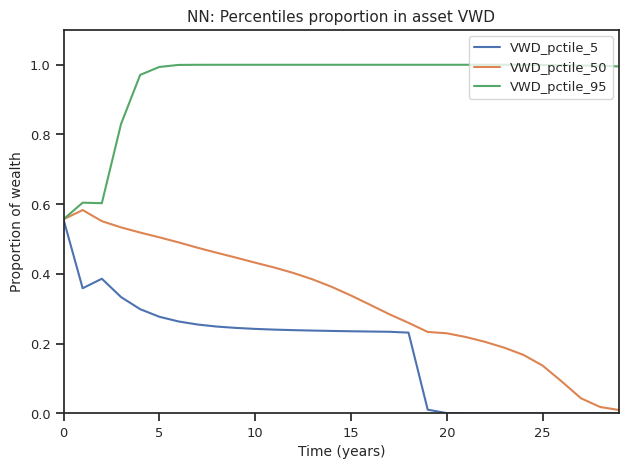 NN: Percentiles proportion in asset VWD
VWD_pctile_5
VWD_pctile_50
VWD_pctile_95
Proportion of wealth
1.0
0.8
0.6
0.4
0.2
0.0
0 5 10 15 20 25
Time (years)